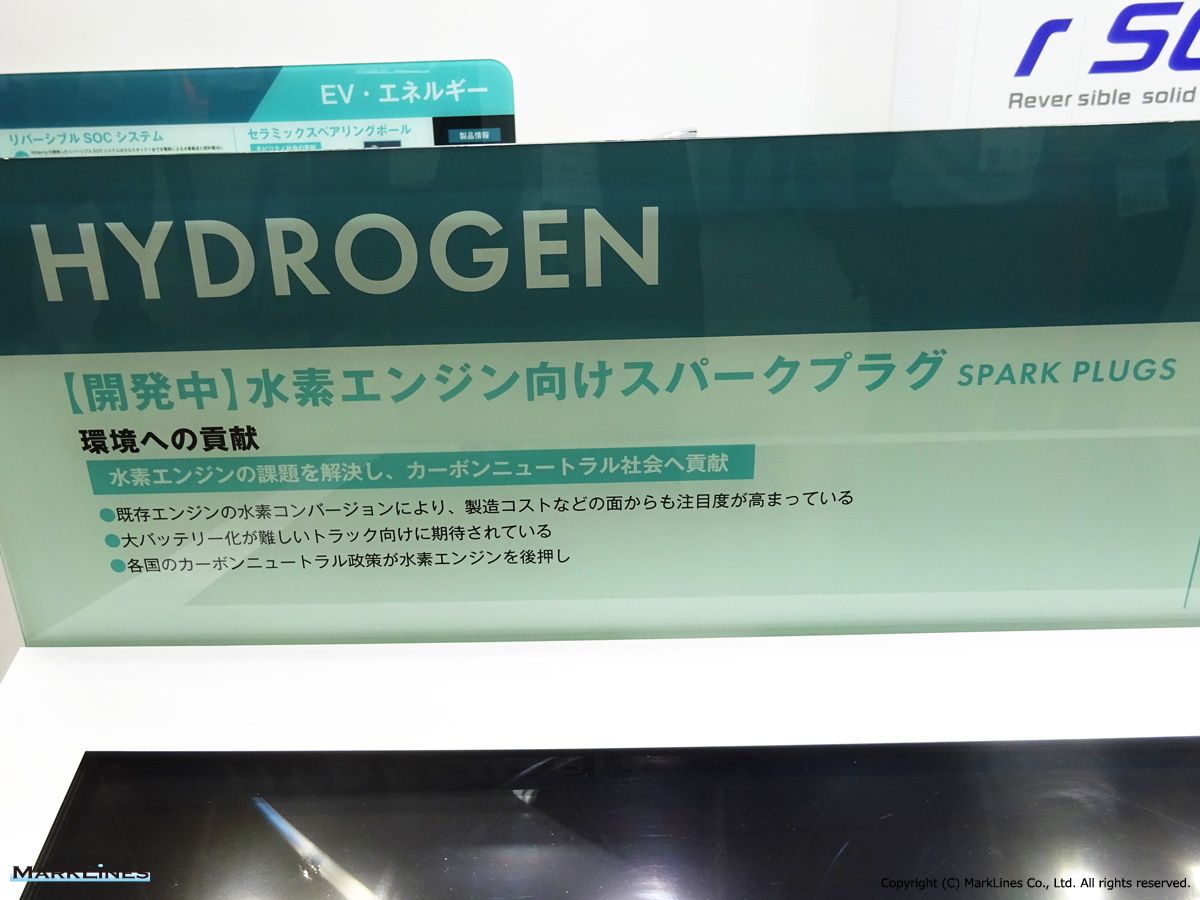 r SO
Rever sible solid
EV・エネルギー
リバーシブル SOC システム
セラミックスベアリングボール
製品情報
HYDROGEN
【開発中】水素エンジン向けスパークプラグ SPARK PLUGS
環境への貢献
水素エンジンの課題を解決し、カーボンニュートラル社会へ貢献
●既存エンジンの水素コンバージョンにより、製造コストなどの面からも注目度が高まっている
●大バッテリー化が難しいトラック向けに期待されている
●各国のカーボンニュートラル政策が水素エンジンを後押し
MARKLINES
Copyright (C) MarkLines Co., Ltd. All rights reserved.